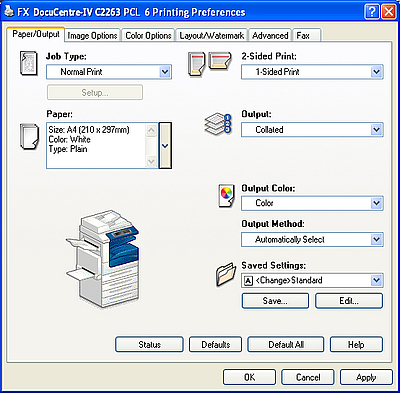 FX DocuCentre-IV C2263 PCL 6 Printing Preferences
Paper/Output
Image Options
Color Options
Layout/Watermark
Advanced
Fax
Job Type:
Normal Print
Setup...
2-Sided Print:
1-Sided Print
Paper:
Size: A4 (210 x 297mm)
Color: White
Type: Plain
Output:
Collated
Output Color:
Color
Output Method:
Automatically Select
Saved Settings:
A <Change>Standard
Save...
Edit...
Status
Defaults
Default All
Help
OK
Cancel
Apply